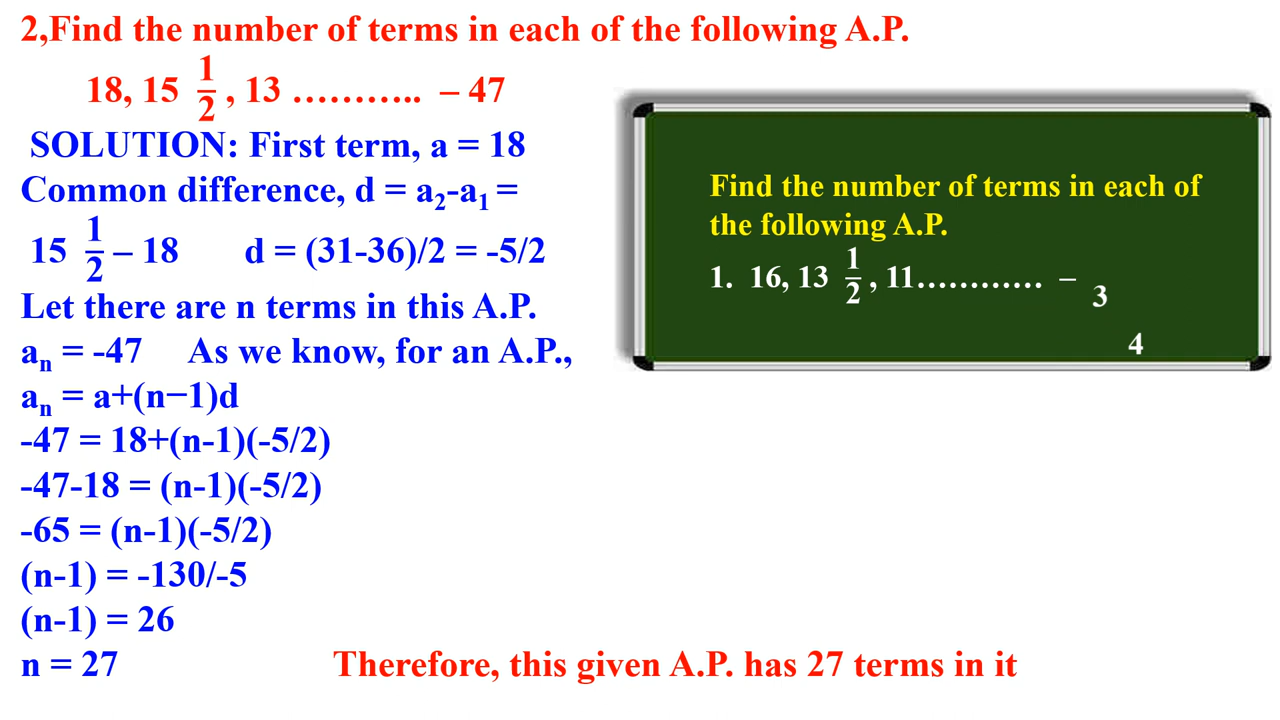 2,Find the number of terms in each of the following A.P.
18, 15 1/2 , 13 ……….. – 47
SOLUTION: First term, a = 18
Common difference, d = a₂-a₁ =
15 1/2 – 18 d = (31-36)/2 = -5/2
Let there are n terms in this A.P.
aₙ = -47 As we know, for an A.P.,
aₙ = a+(n−1)d
-47 = 18+(n-1)(-5/2)
-47-18 = (n-1)(-5/2)
-65 = (n-1)(-5/2)
(n-1) = -130/-5
(n-1) = 26
n = 27 Therefore, this given A.P. has 27 terms in it
Find the number of terms in each of
the following A.P.
1. 16, 13 1/2 , 11………… –
3
4